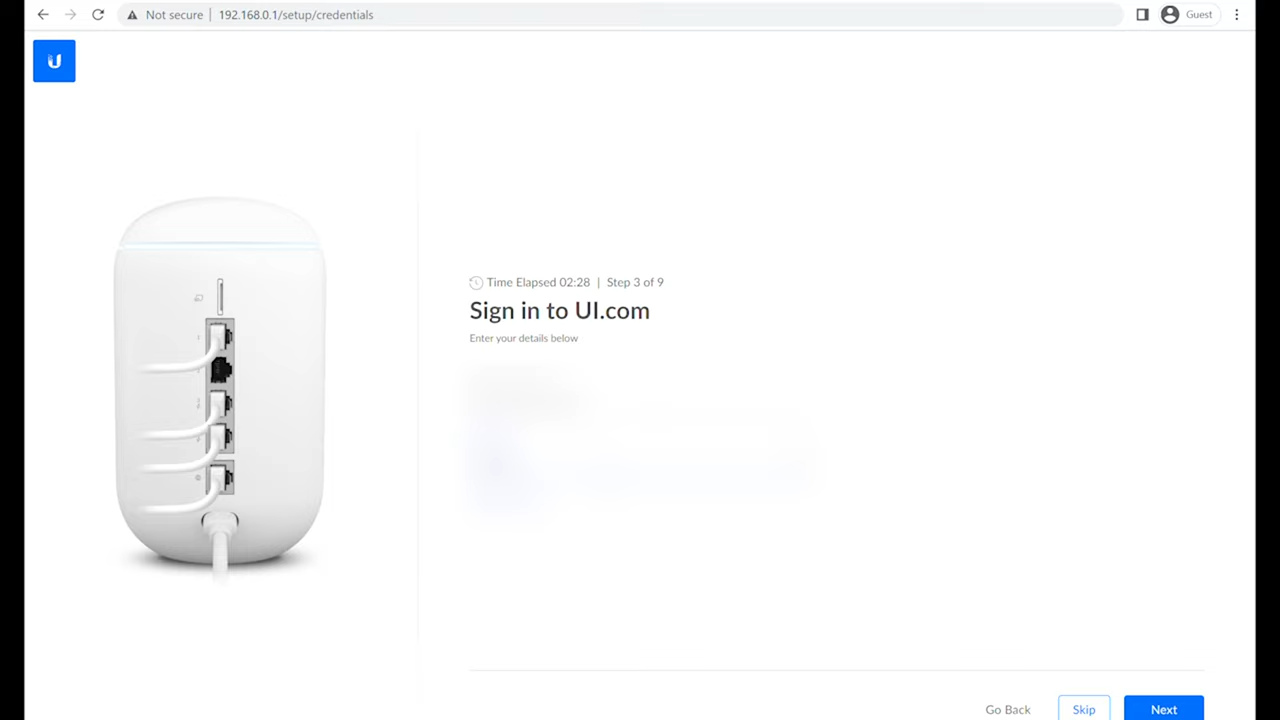 Not secure | 192.168.0.1/setup/credentials
Guest
U
Time Elapsed 02:28 | Step 3 of 9
Sign in to UI.com
Enter your details below
Go Back
Skip
Next